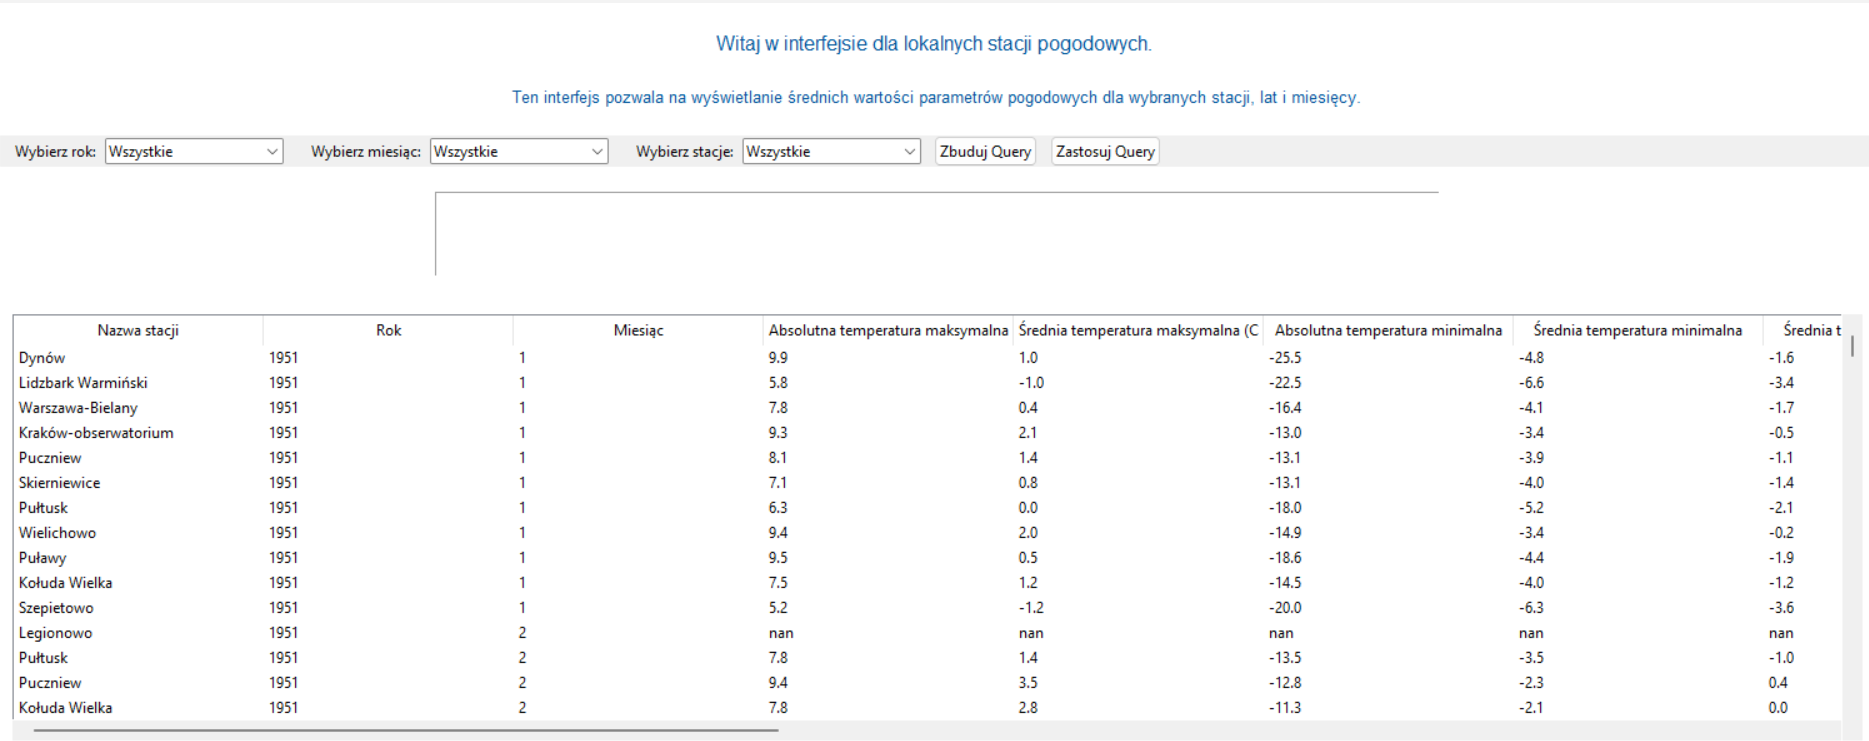 Witaj w interfejsie dla lokalnych stacji pogodowych.
Ten interfejs pozwala na wyświetlanie średnich wartości parametrów pogodowych dla wybranych stacji, lat i miesięcy.
Wybierz rok: Wszystkie Wybierz miesiąc: Wszystkie Wybierz stacje: Wszystkie Zbuduj Query Zastosuj Query
Nazwa stacji Rok Miesiąc Absolutna temperatura maksymalna Średnia temperatura maksymalna (C Absolutna temperatura minimalna Średnia temperatura minimalna Średnia t
Dynów 1951 1 9.9 1.0 -25.5 -4.8 -1.6
Lidzbark Warmiński 1951 1 5.8 -1.0 -22.5 -6.6 -3.4
Warszawa-Bielany 1951 1 7.8 0.4 -16.4 -4.1 -1.7
Kraków-obserwatorium 1951 1 9.3 2.1 -13.0 -3.4 -0.5
Puczniew 1951 1 8.1 1.4 -13.1 -3.9 -1.1
Skierniewice 1951 1 7.1 0.8 -13.1 -4.0 -1.4
Pułtusk 1951 1 6.3 0.0 -18.0 -5.2 -2.1
Wielichowo 1951 1 9.4 2.0 -14.9 -3.4 -0.2
Puławy 1951 1 9.5 0.5 -18.6 -4.4 -1.9
Kołuda Wielka 1951 1 7.5 1.2 -14.5 -4.0 -1.2
Szepietowo 1951 1 5.2 -1.2 -20.0 -6.3 -3.6
Legionowo 1951 2 nan nan nan nan nan
Pułtusk 1951 2 7.8 1.4 -13.5 -3.5 -1.0
Puczniew 1951 2 9.4 3.5 -12.8 -2.3 0.4
Kołuda Wielka 1951 2 7.8 2.8 -11.3 -2.1 0.0